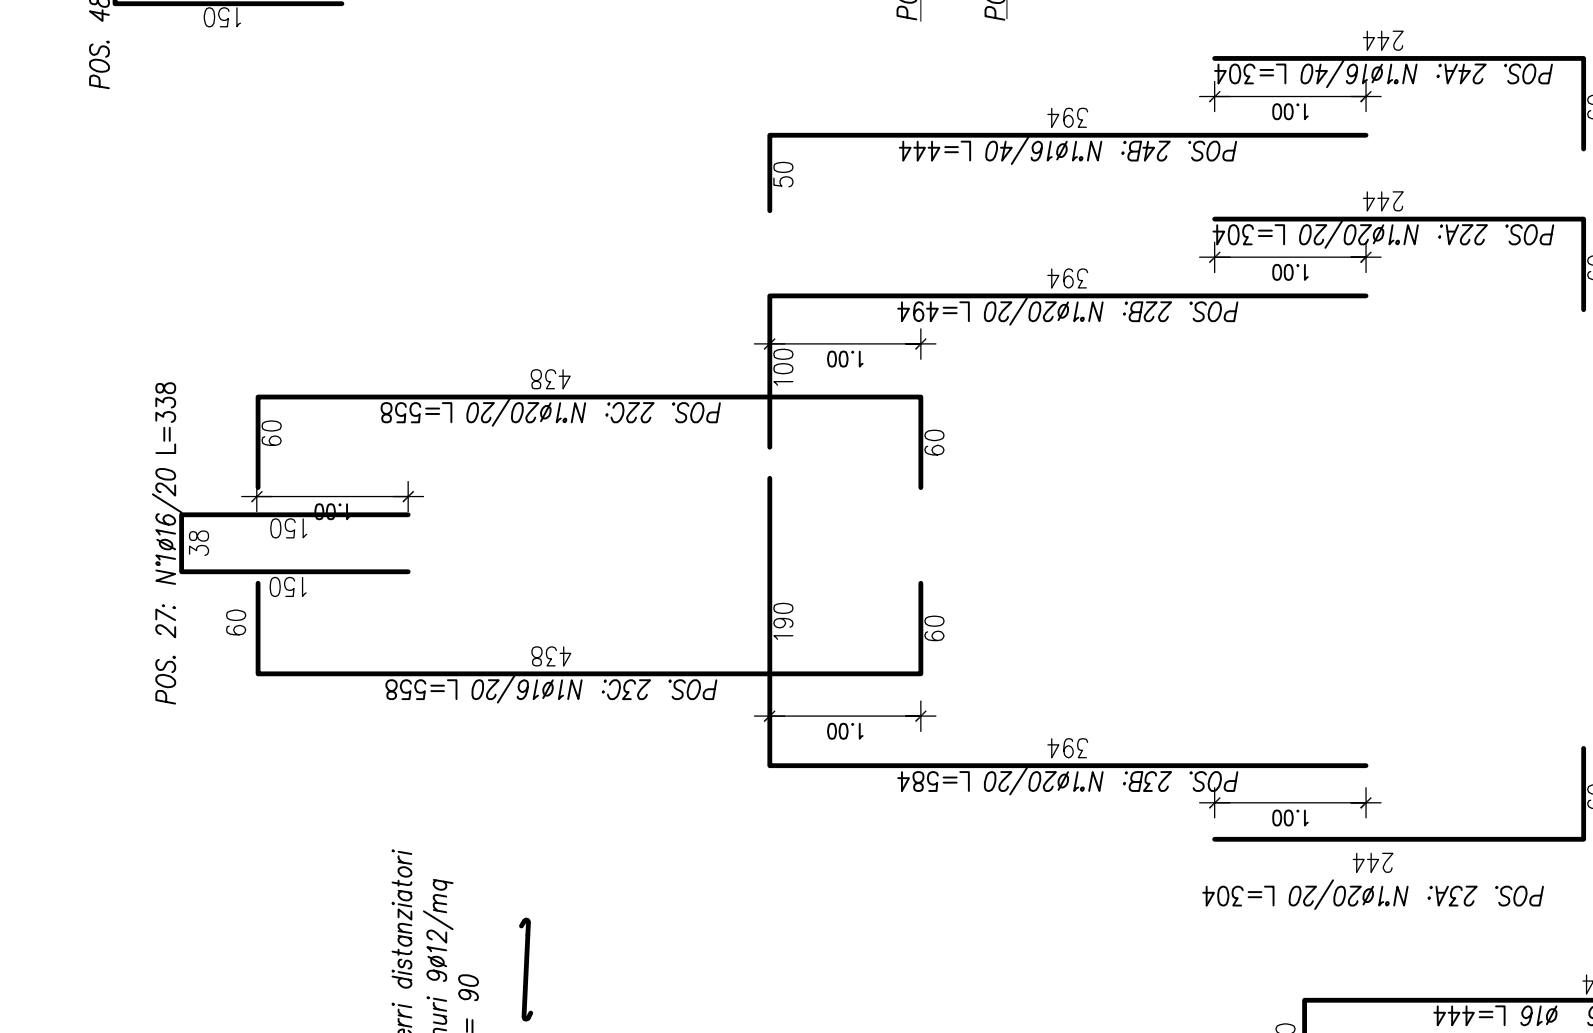 POS. 48
150
244
POS. 24A: N°1ø16/40 L=304
1.00
394
POS. 24B: N°1ø16/40 L=444
50
244
POS. 22A: N°1ø20/20 L=304
1.00
394
POS. 22B: N°1ø20/20 L=494
100
1.00
438
POS. 22C: N°1ø20/20 L=558
60
60
POS. 27: N°1ø16/20 L=338
1.00
150
38
150
60
190
60
438
POS. 23C: N1ø16/20 L=558
1.00
394
POS. 23B: N°1ø20/20 L=584
1.00
244
POS. 23A: N°1ø20/20 L=304
distanziatori
9ø12/mq
= 90
ø16 L=444